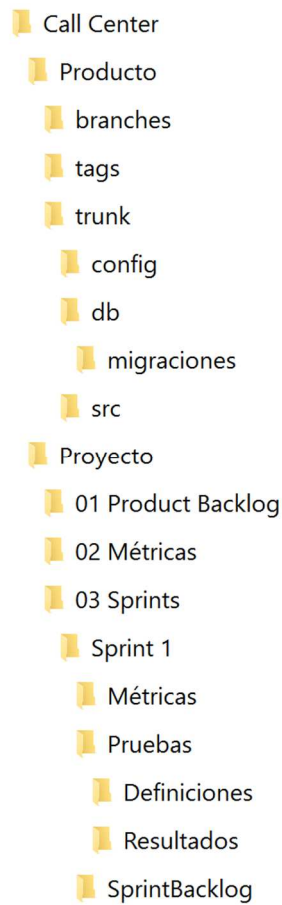 Call Center
Producto
branches
tags
trunk
config
db
migraciones
src
Proyecto
01 Product Backlog
02 Métricas
03 Sprints
Sprint 1
Métricas
Pruebas
Definiciones
Resultados
SprintBacklog